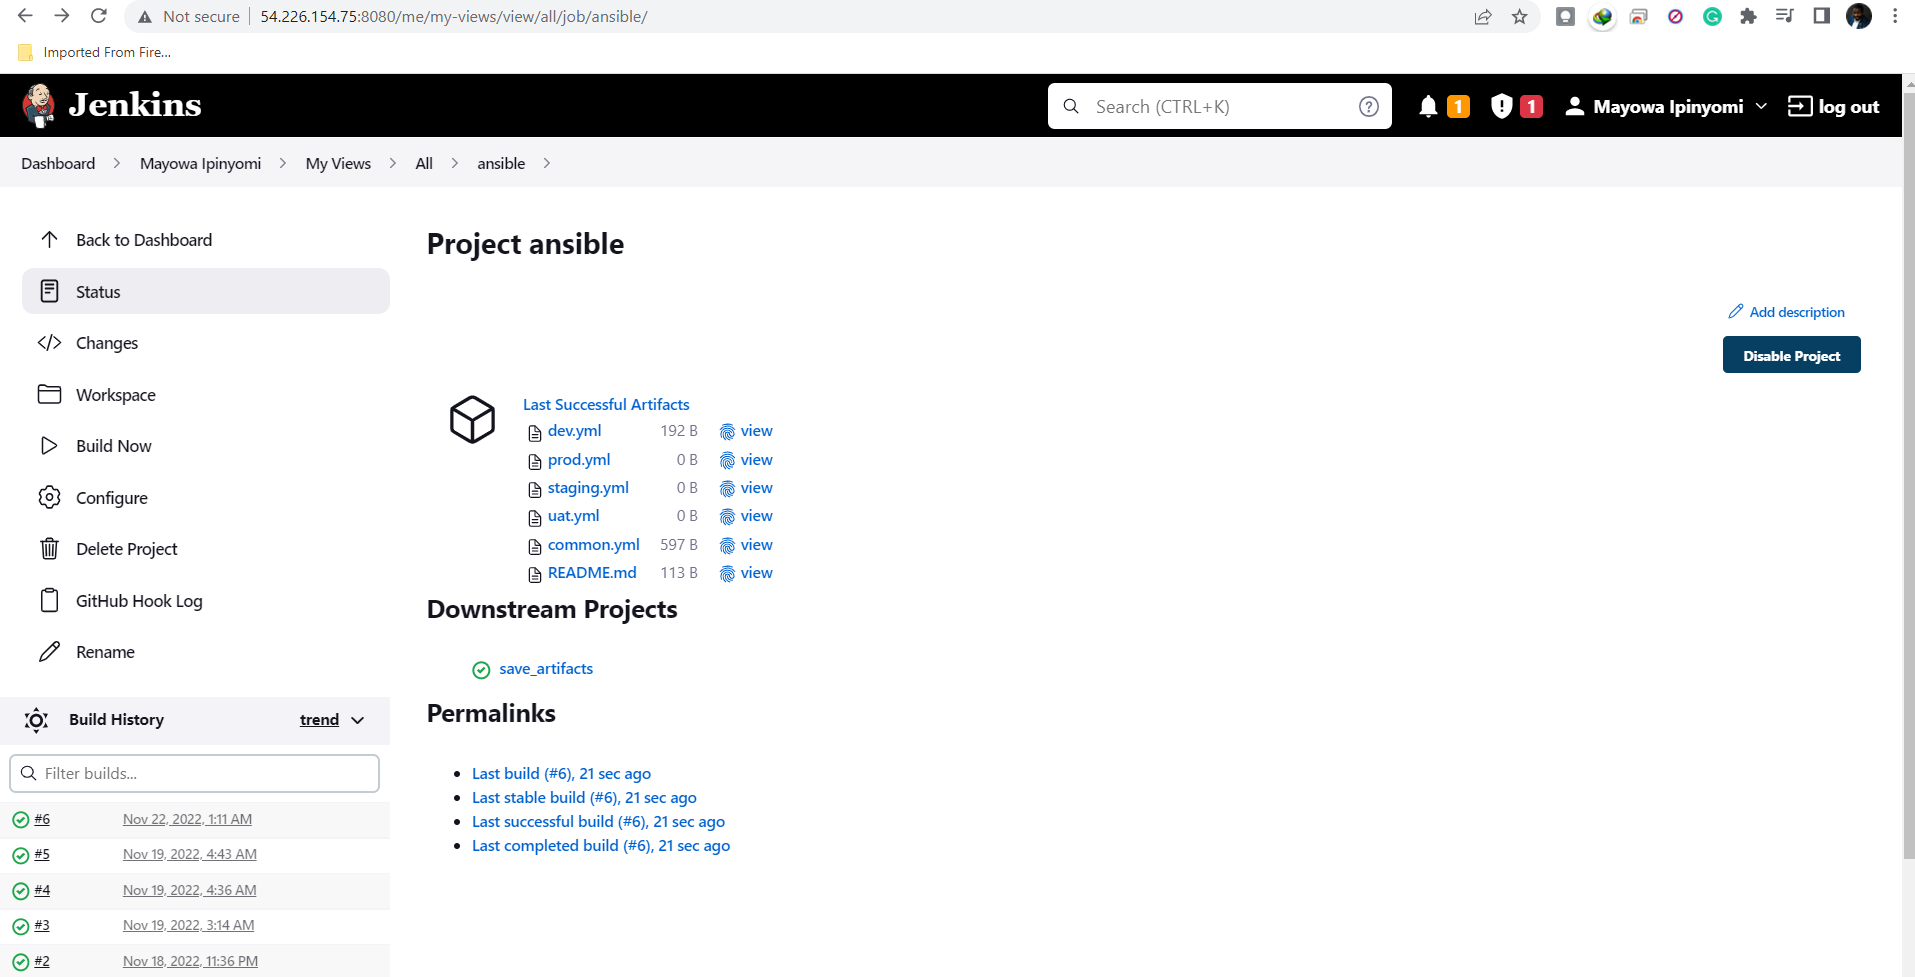 Not secure 54.226.154.75:8080/me/my-views/view/all/job/ansible/
Imported From Fire...
Jenkins
Search (CTRL+K)
1
1
Mayowa Ipinyomi
log out
Dashboard
Mayowa Ipinyomi
My Views
All
ansible
Back to Dashboard
Status
Changes
Workspace
Build Now
Configure
Delete Project
GitHub Hook Log
Rename
Build History trend
Filter builds...
#6 Nov 22, 2022, 1:11 AM
#5 Nov 19, 2022, 4:43 AM
#4 Nov 19, 2022, 4:36 AM
#3 Nov 19, 2022, 3:14 AM
#2 Nov 18, 2022, 11:36 PM
Project ansible
Add description
Disable Project
Last Successful Artifacts
dev.yml 192 B view
prod.yml 0 B view
staging.yml 0 B view
uat.yml 0 B view
common.yml 597 B view
README.md 113 B view
Downstream Projects
save_artifacts
Permalinks
Last build (#6), 21 sec ago
Last stable build (#6), 21 sec ago
Last successful build (#6), 21 sec ago
Last completed build (#6), 21 sec ago